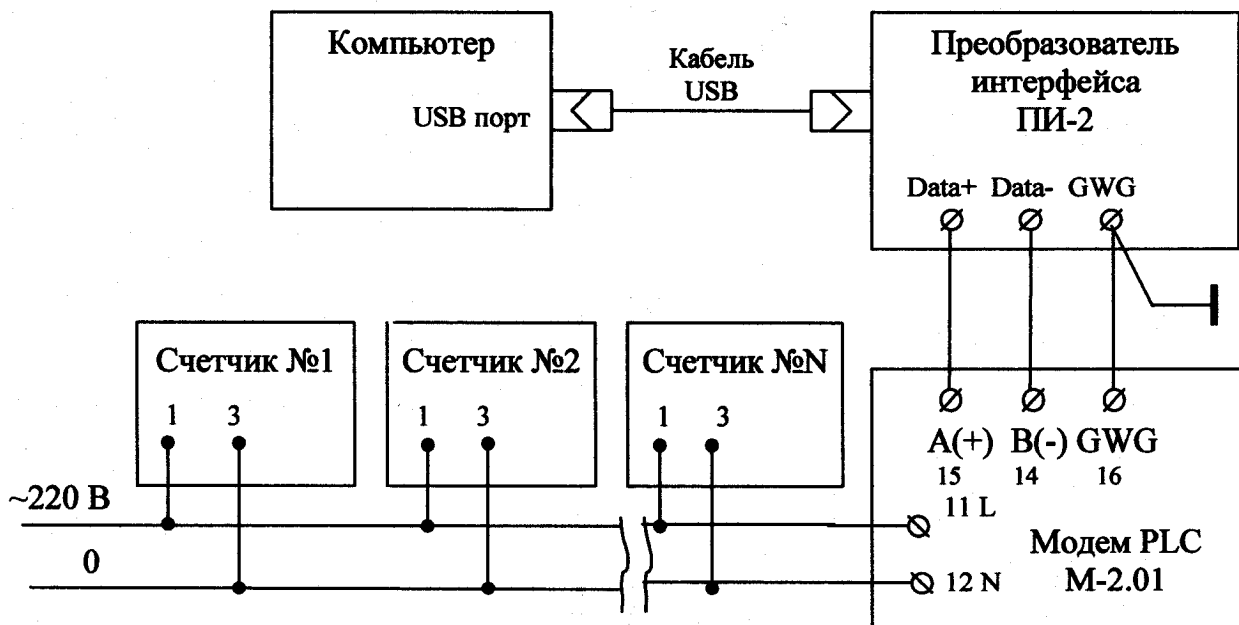 Компьютер
USB порт
Кабель
USB
Преобразователь
интерфейса
ПИ-2
Data+ Data- GWG
Счетчик №1
1 3
Счетчик №2
1 3
Счетчик №N
1 3
~220 В
0
A(+) B(-) GWG
15 14 16
11 L
12 N
Модем PLC
М-2.01